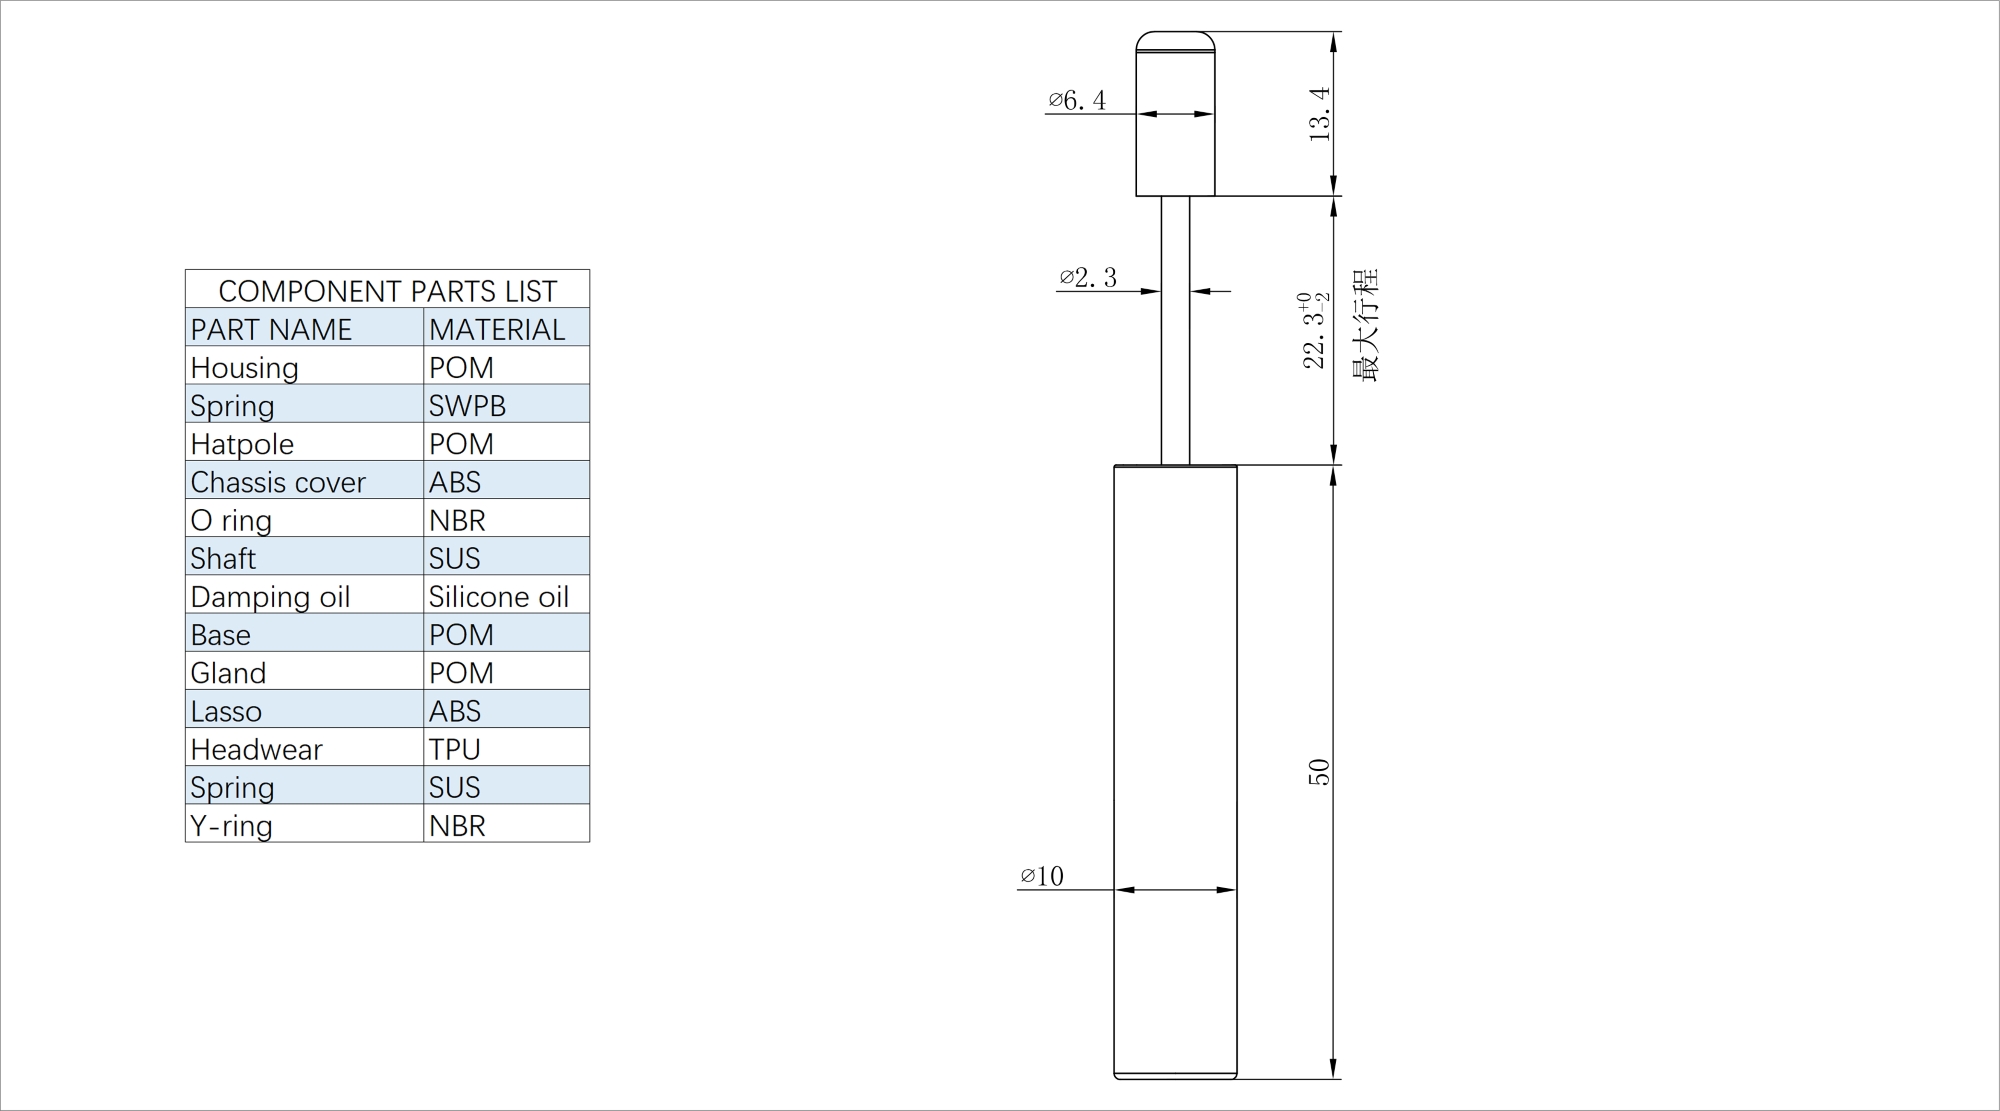 COMPONENT PARTS LIST
PART NAME MATERIAL
Housing POM
Spring SWPB
Hatpole POM
Chassis cover ABS
O ring NBR
Shaft SUS
Damping oil Silicone oil
Base POM
Gland POM
Lasso ABS
Headwear TPU
Spring SUS
Y-ring NBR
⌀6.4
13.4
⌀2.3
22.3 +0 -2
最大行程
50
⌀10